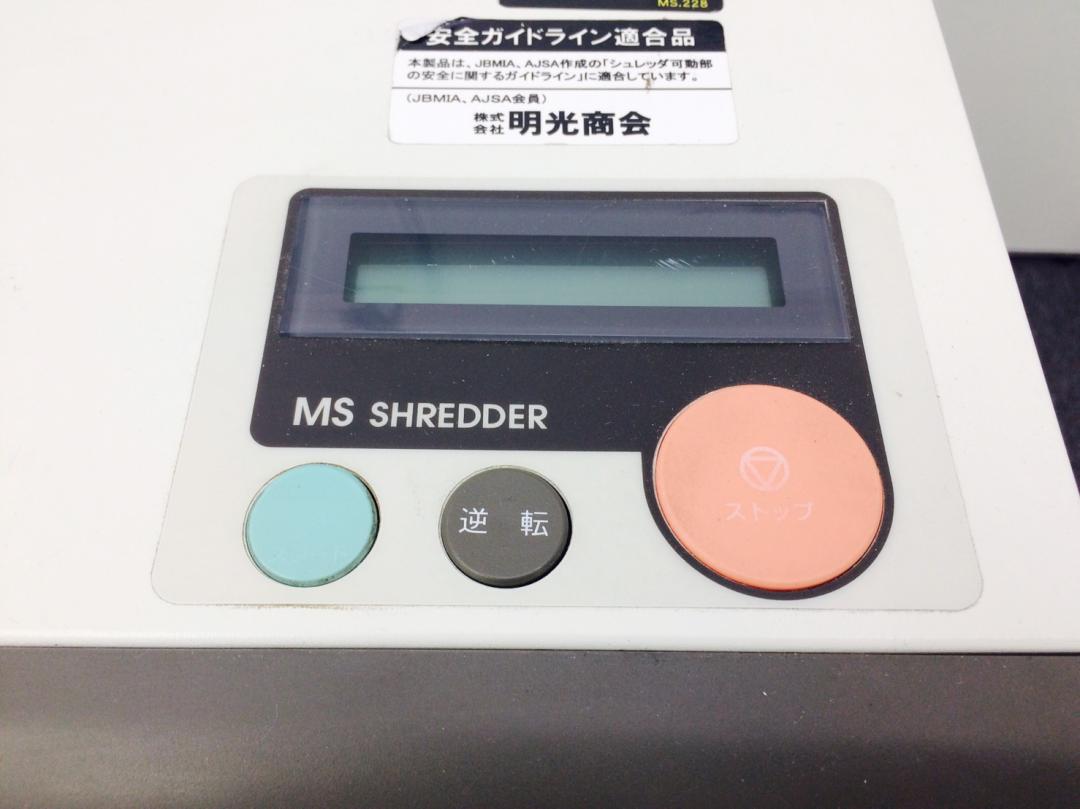 MS.228
安全ガイドライン適合品
本製品は、JBMIA、AJSA作成の「シュレッダ可動部
の安全に関するガイドライン」に適合しています。
(JBMIA、AJSA会員)
株式会社 明光商会
MS SHREDDER
逆 転
ストップ